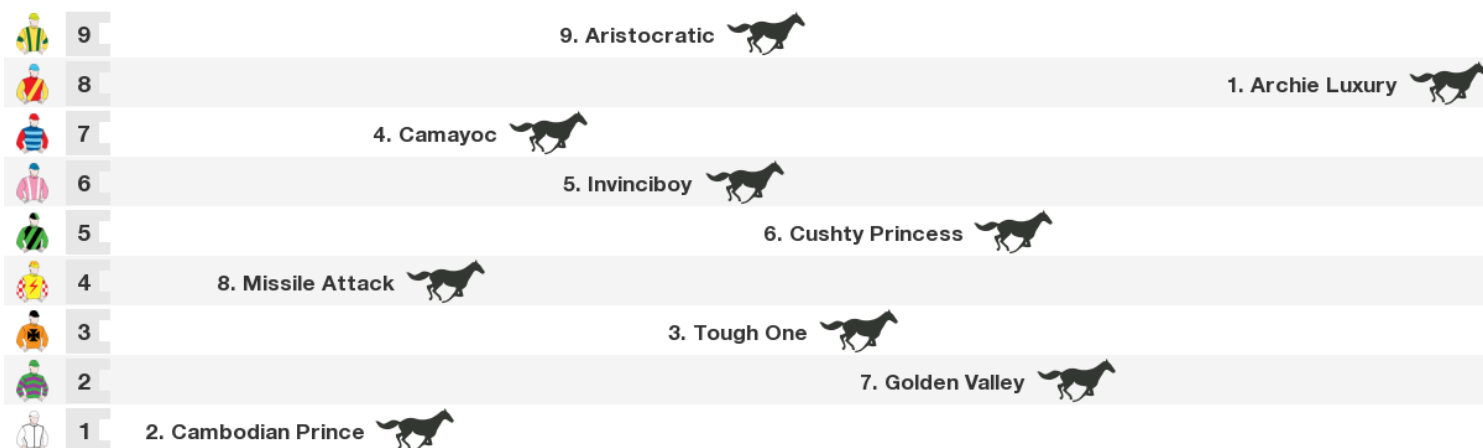 9 9. Aristocratic
8 1. Archie Luxury
7 4. Camayoc
6 5. Invinciboy
5 6. Cushty Princess
4 8. Missile Attack
3 3. Tough One
2 7. Golden Valley
1 2. Cambodian Prince